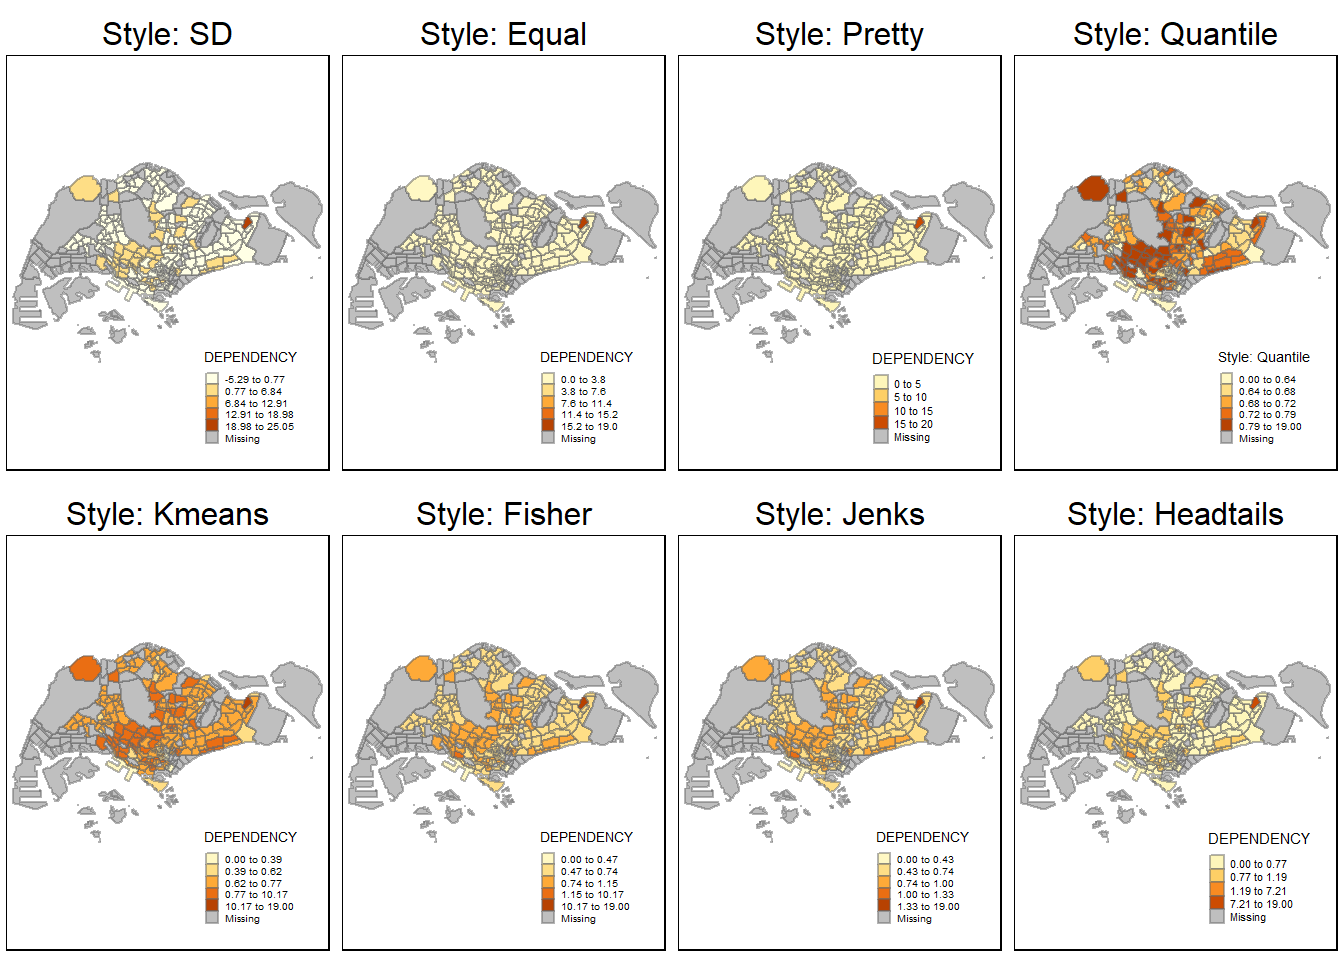 Style: SD
Style: Equal
Style: Pretty
Style: Quantile
DEPENDENCY
-5.29 to 0.77
0.77 to 6.84
6.84 to 12.91
12.91 to 18.98
18.98 to 25.05
Missing
DEPENDENCY
0.0 to 3.8
3.8 to 7.6
7.6 to 11.4
11.4 to 15.2
15.2 to 19.0
Missing
DEPENDENCY
0 to 5
5 to 10
10 to 15
15 to 20
Missing
Style: Quantile
0.00 to 0.64
0.64 to 0.68
0.68 to 0.72
0.72 to 0.79
0.79 to 19.00
Missing
Style: Kmeans
Style: Fisher
Style: Jenks
Style: Headtails
DEPENDENCY
0.00 to 0.39
0.39 to 0.62
0.62 to 0.77
0.77 to 10.17
10.17 to 19.00
Missing
DEPENDENCY
0.00 to 0.47
0.47 to 0.74
0.74 to 1.15
1.15 to 10.17
10.17 to 19.00
Missing
DEPENDENCY
0.00 to 0.43
0.43 to 0.74
0.74 to 1.00
1.00 to 1.33
1.33 to 19.00
Missing
DEPENDENCY
0.00 to 0.77
0.77 to 1.19
1.19 to 7.21
7.21 to 19.00
Missing